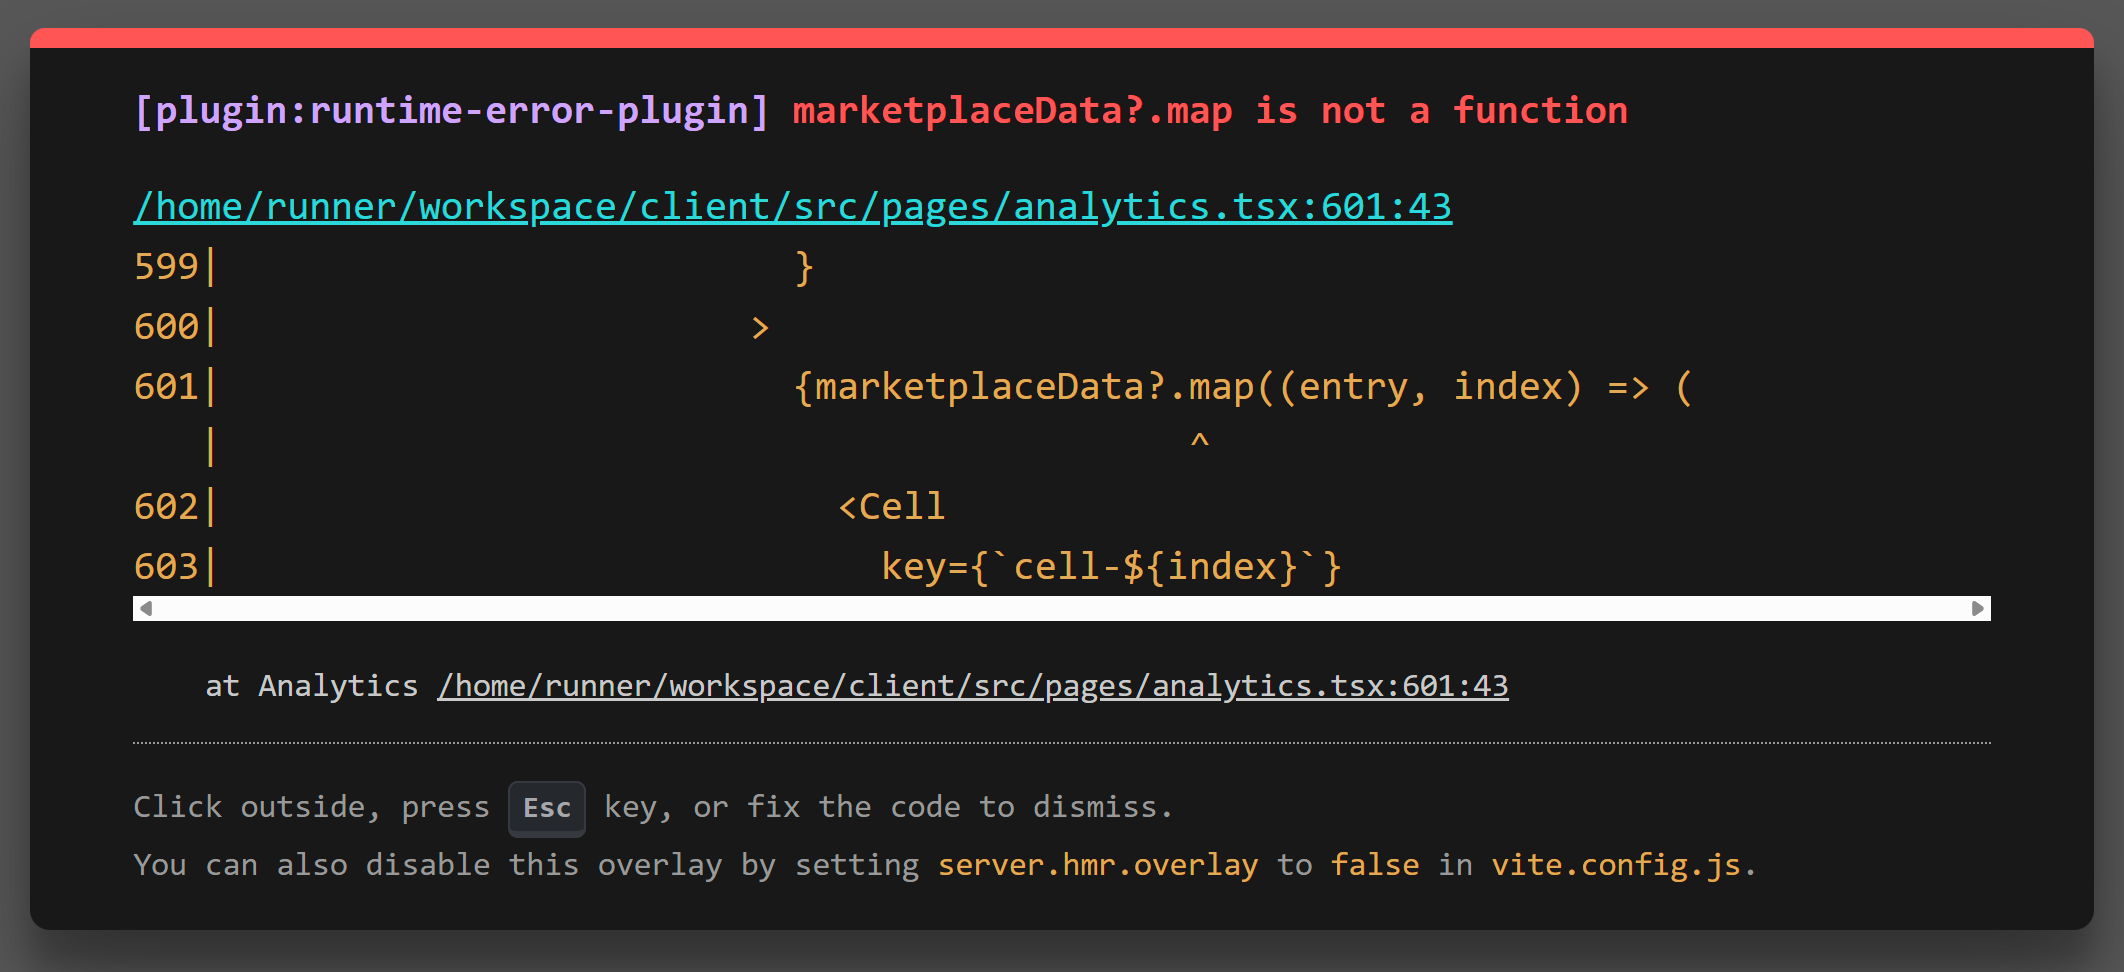 [plugin:runtime-error-plugin] marketplaceData?.map is not a function
/home/runner/workspace/client/src/pages/analytics.tsx:601:43
599|                           }
600|                         >
601|                           {marketplaceData?.map((entry, index) => (
   |                                             ^
602|                             <Cell
603|                               key={`cell-${index}`}
at Analytics /home/runner/workspace/client/src/pages/analytics.tsx:601:43
Click outside, press Esc key, or fix the code to dismiss.
You can also disable this overlay by setting server.hmr.overlay to false in vite.config.js.